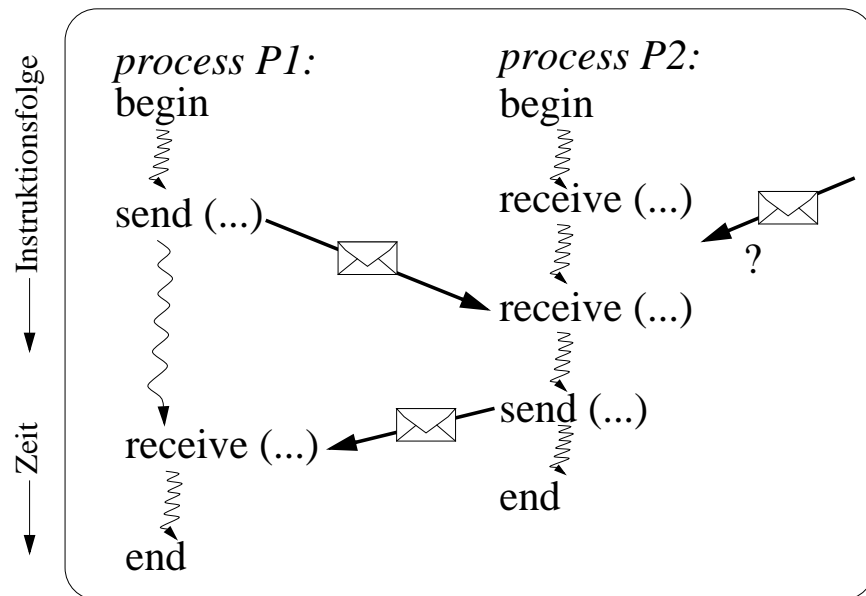 Instruktionsfolge
Zeit
process P1:
begin
send (...)
receive (...)
end
process P2:
begin
receive (...)
?
receive (...)
send (...)
end